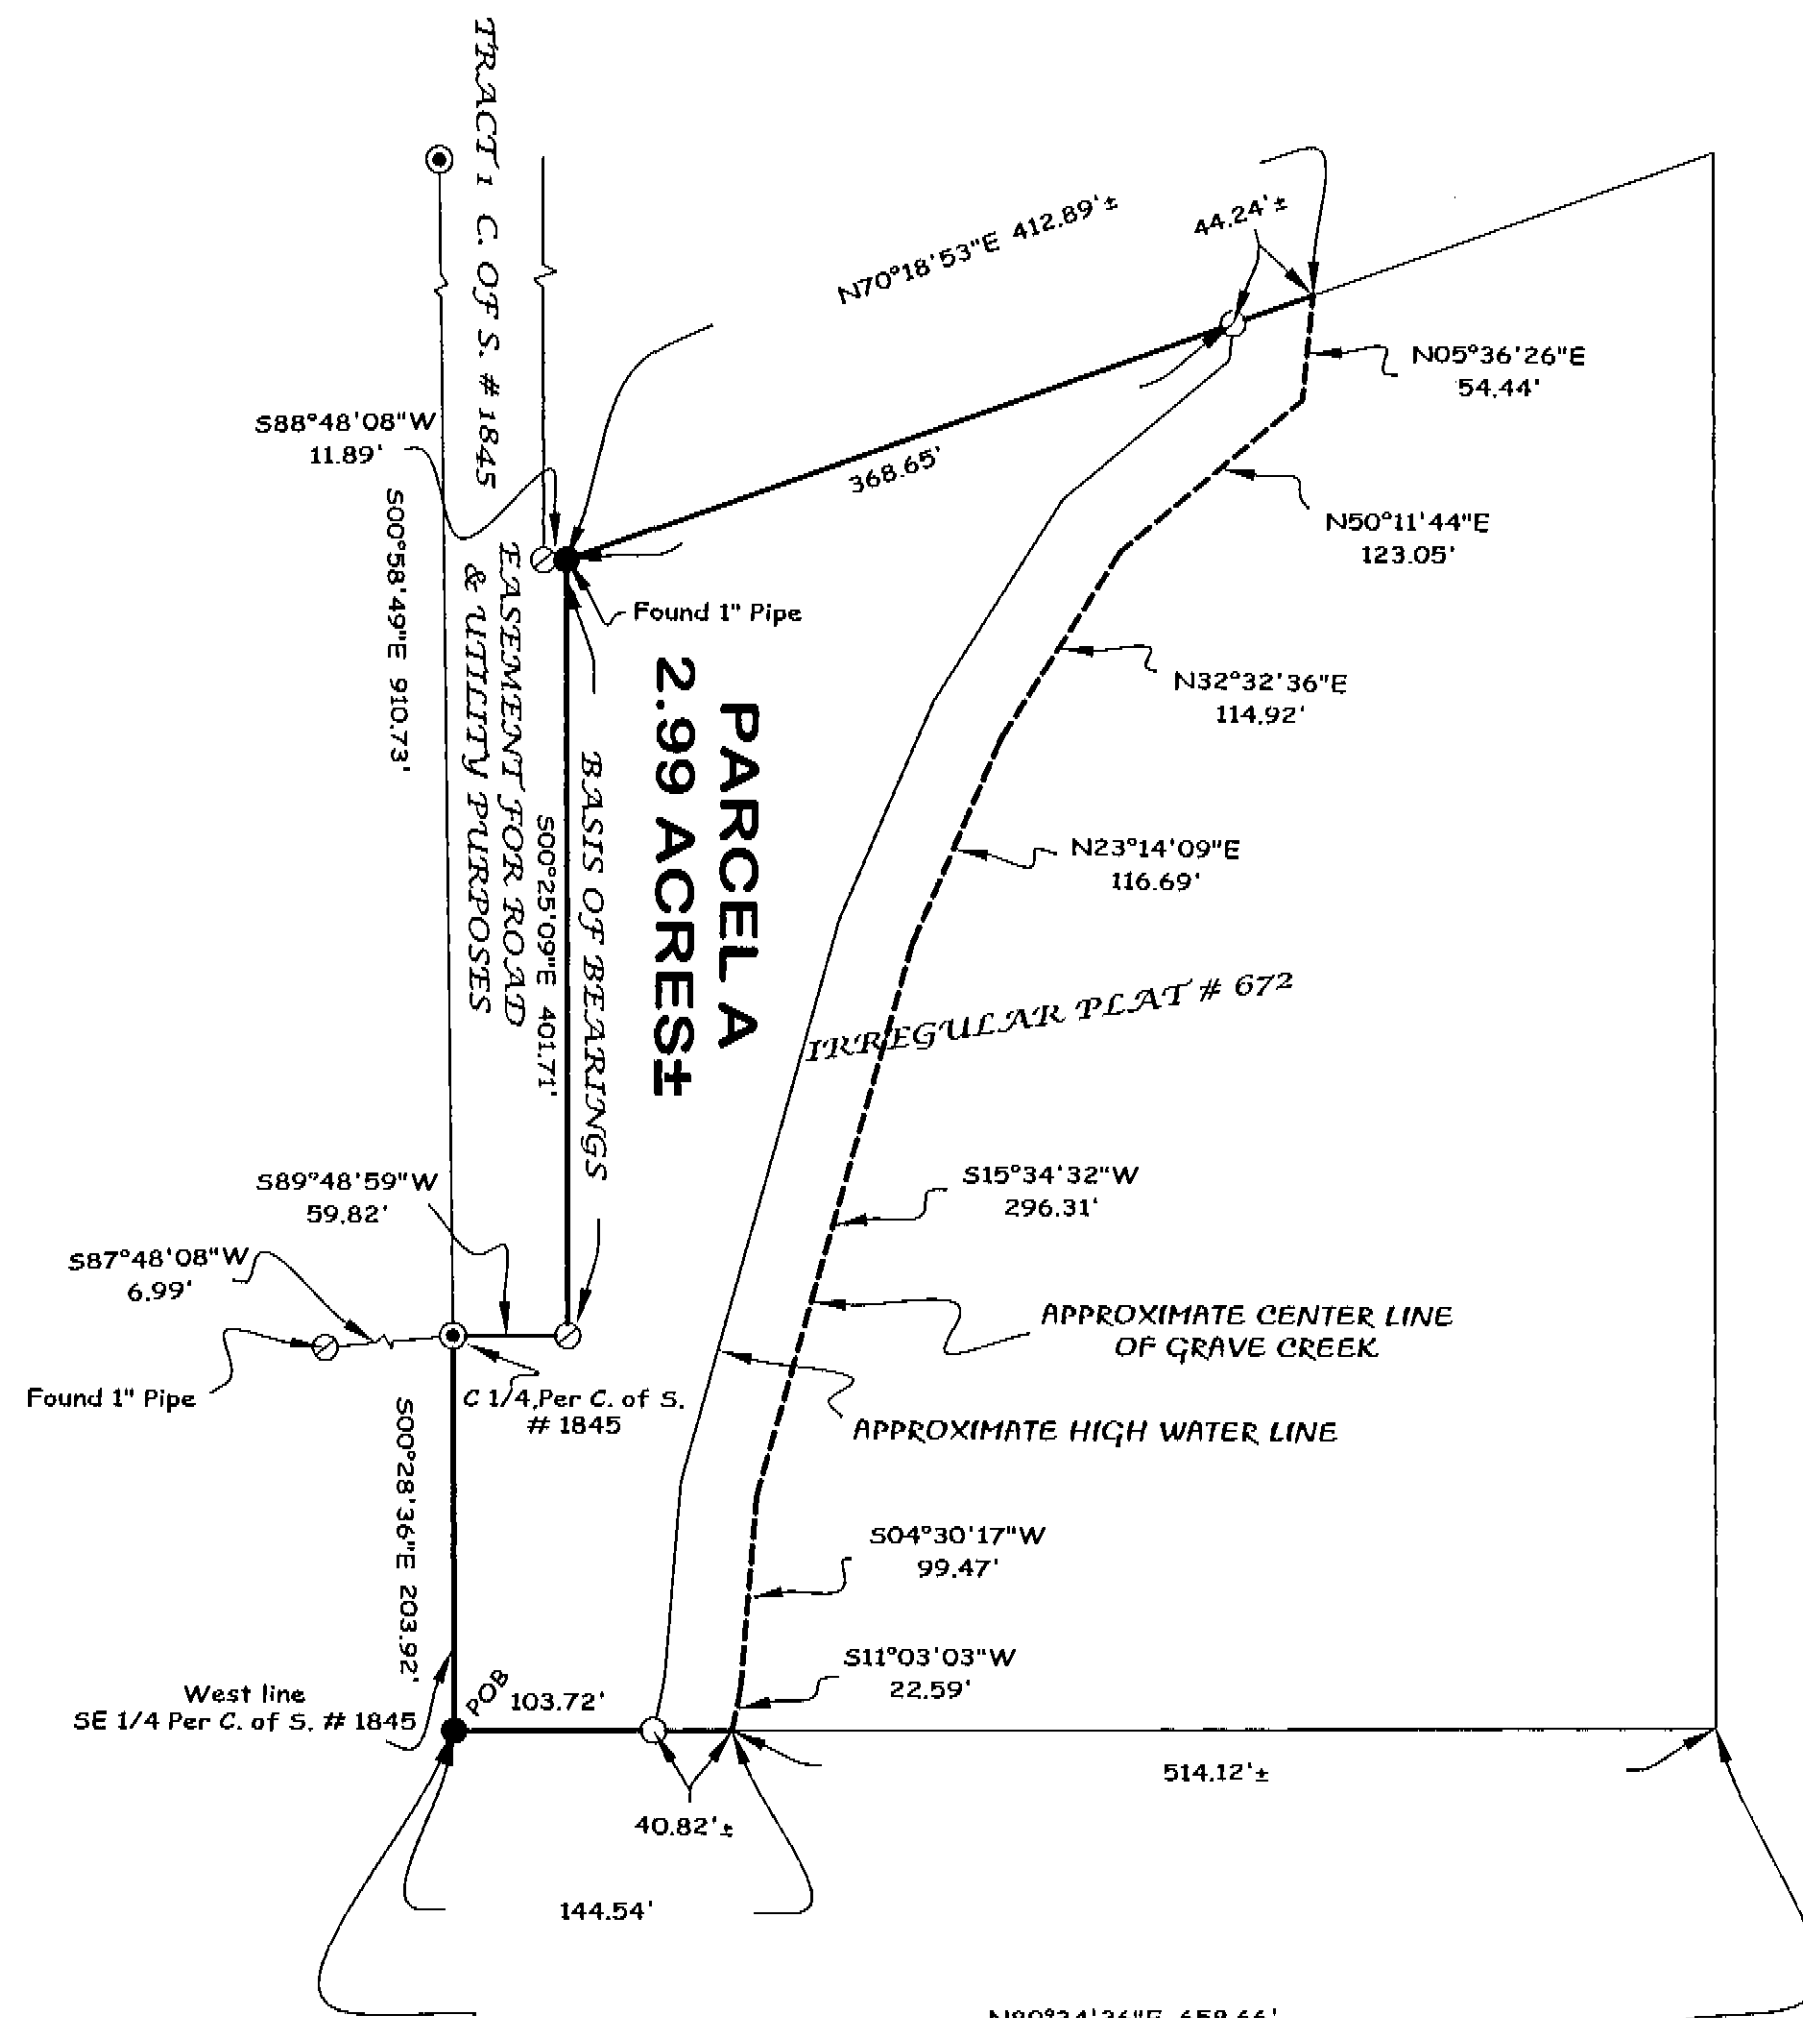 TRACT 1 C. OF S. # 1845
N70°18'53"E 412.89'±
44.24'±
N05°36'26"E
54.44'
S88°48'08"W
11.89'
368.65'
S00°58'49"E 910.73'
N50°11'44"E
123.05'
EASEMENT FOR ROAD
& UTILITY PURPOSES
Found 1" Pipe
N32°32'36"E
114.92'
PARCEL A
2.99 ACRES±
BASIS OF BEARINGS
S00°25'09"E 401.71'
N23°14'09"E
116.69'
IRREGULAR PLAT # 672
S89°48'59"W
59.82'
S15°34'32"W
296.31'
S87°48'08"W
6.99'
APPROXIMATE CENTER LINE
OF GRAVE CREEK
Found 1" Pipe
C 1/4, Per C. of S.
# 1845
APPROXIMATE HIGH WATER LINE
S00°28'36"E 203.92'
S04°30'17"W
99.47'
S11°03'03"W
22.59'
West line
SE 1/4 Per C. of S. # 1845
POB
103.72'
514.12'±
40.82'±
144.54'